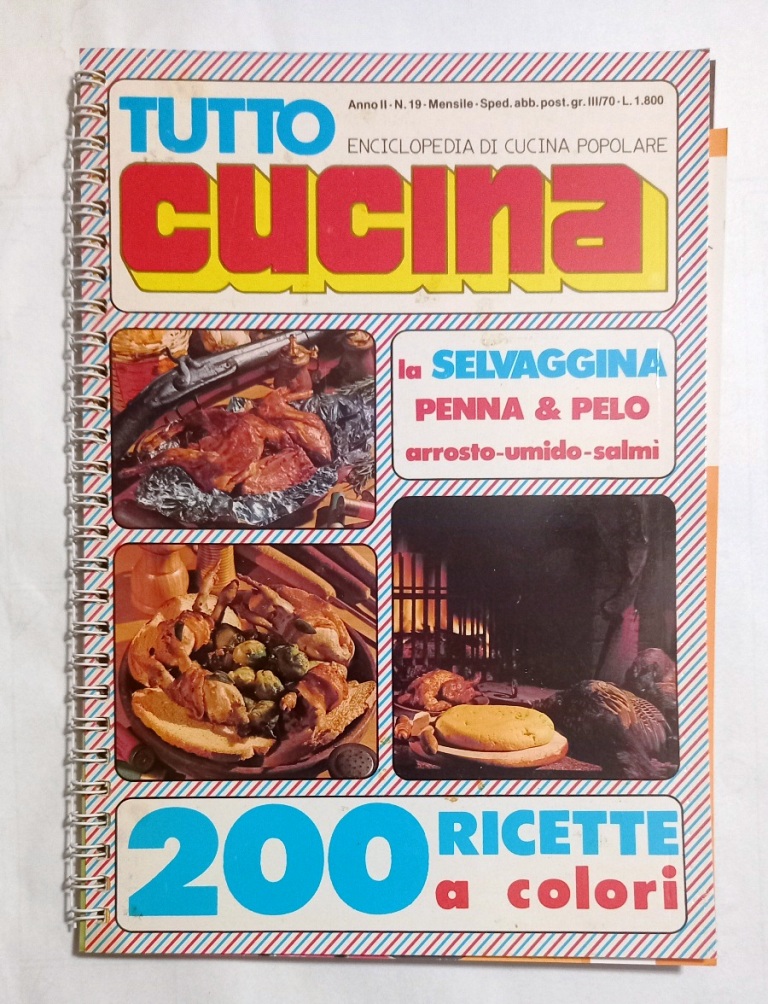 TUTTO
Anno II - N. 19 - Mensile - Sped. abb. post. gr. III/70 - L. 1.800
ENCICLOPEDIA DI CUCINA POPOLARE
cucina
la SELVAGGINA
PENNA & PELO
arrosto-umido-salmì
200 RICETTE
a colori